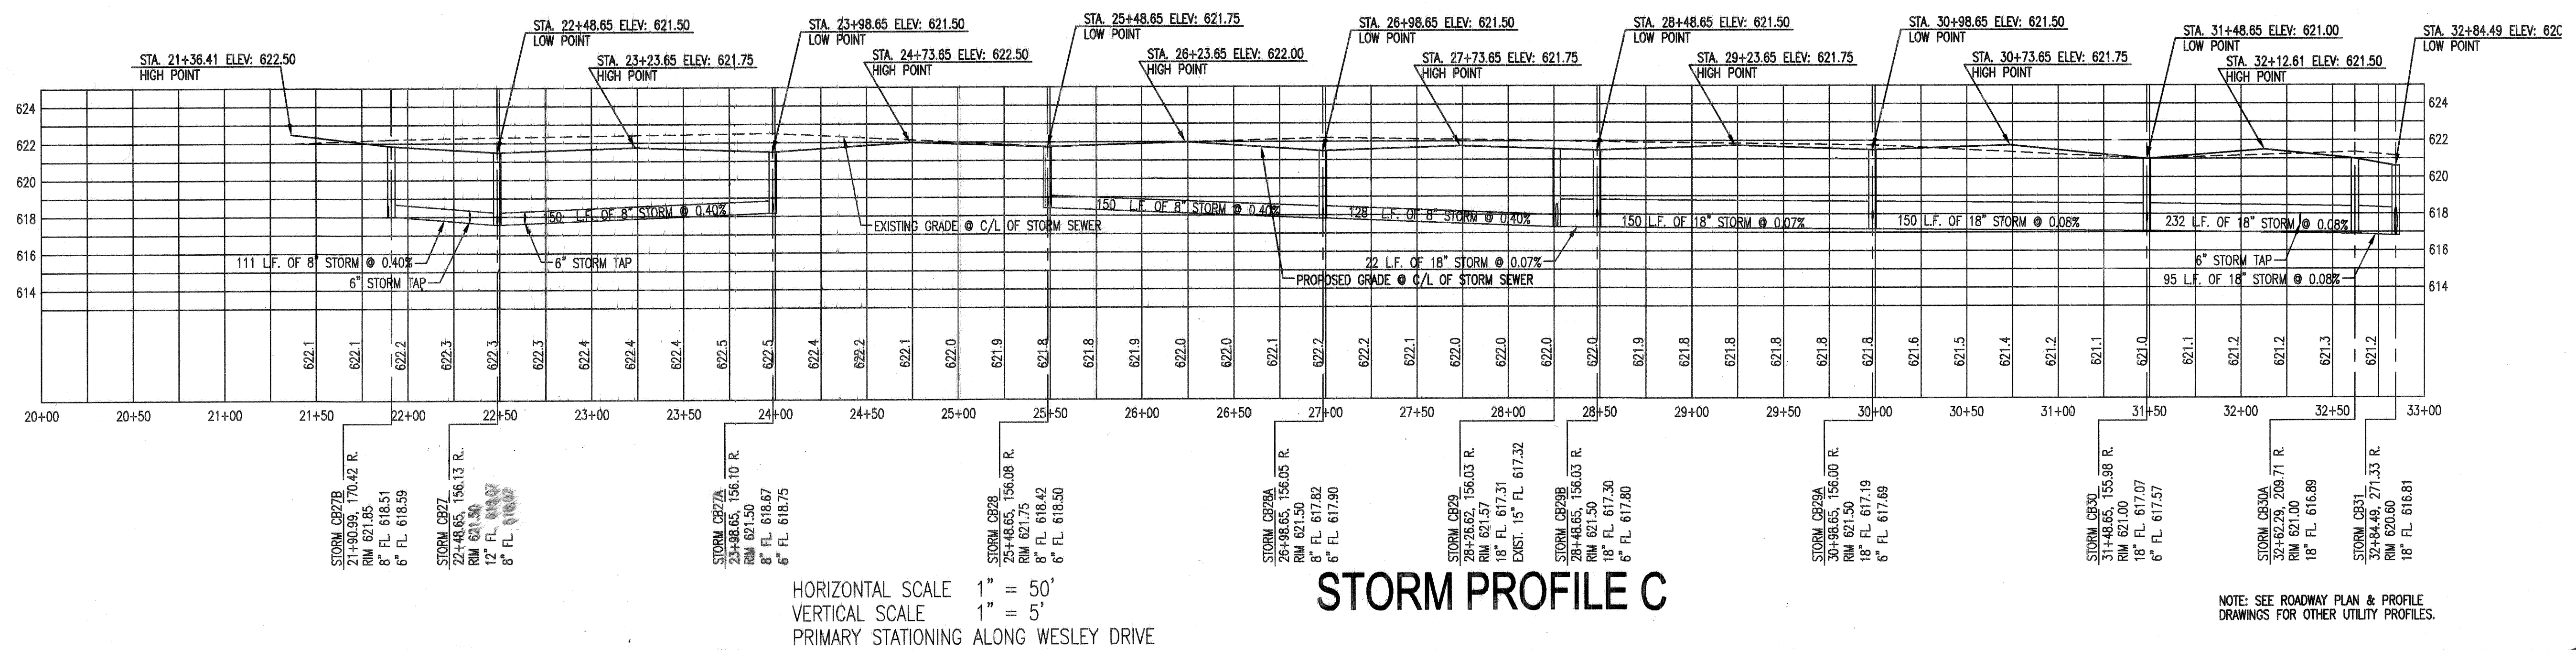 STA. 21+36.41 ELEV: 622.50
HIGH POINT
STA. 22+48.65 ELEV: 621.50
LOW POINT
STA. 23+23.65 ELEV: 621.75
HIGH POINT
STA. 23+98.65 ELEV: 621.50
LOW POINT
STA. 24+73.65 ELEV: 622.50
HIGH POINT
STA. 25+48.65 ELEV: 621.75
LOW POINT
STA. 26+23.65 ELEV: 622.00
HIGH POINT
STA. 26+98.65 ELEV: 621.50
LOW POINT
STA. 27+73.65 ELEV: 621.75
HIGH POINT
STA. 28+48.65 ELEV: 621.50
LOW POINT
STA. 29+23.65 ELEV: 621.75
HIGH POINT
STA. 30+98.65 ELEV: 621.50
LOW POINT
STA. 30+73.65 ELEV: 621.75
HIGH POINT
STA. 31+48.65 ELEV: 621.00
LOW POINT
STA. 32+12.61 ELEV: 621.50
HIGH POINT
STA. 32+84.49 ELEV: 620
LOW POINT
624
622
620
618
616
614
624
622
620
618
616
614
111 L.F. OF 8" STORM @ 0.40%
6" STORM TAP
150 L.F. OF 8" STORM @ 0.40%
6" STORM TAP
EXISTING GRADE @ C/L OF STORM SEWER
150 L.F. OF 8" STORM @ 0.40%
128 L.F. OF 8" STORM @ 0.40%
22 L.F. OF 18" STORM @ 0.07%
PROPOSED GRADE @ C/L OF STORM SEWER
150 L.F. OF 18" STORM @ 0.07%
150 L.F. OF 18" STORM @ 0.08%
232 L.F. OF 18" STORM @ 0.08%
6" STORM TAP
95 L.F. OF 18" STORM @ 0.08%
622.1
622.1
622.2
622.3
622.3
622.3
622.4
622.4
622.4
622.5
622.5
622.4
622.2
622.1
622.0
621.9
621.8
621.8
621.9
622.0
622.0
622.1
622.2
622.2
622.1
622.0
622.0
622.0
622.0
621.9
621.8
621.8
621.8
621.8
621.8
621.6
621.5
621.4
621.2
621.1
621.0
621.1
621.2
621.2
621.3
621.2
20+00
20+50
21+00
21+50
22+00
22+50
23+00
23+50
24+00
24+50
25+00
25+50
26+00
26+50
27+00
27+50
28+00
28+50
29+00
29+50
30+00
30+50
31+00
31+50
32+00
32+50
33+00
STORM CB27B
21+90.99, 170.42 R.
RIM 621.85
8" FL 618.51
6" FL 618.59
STORM CB27
22+48.65, 156.13 R.
RIM 621.50
12" FL
8" FL
STORM CB27A
23+98.65, 156.10 R.
RIM 621.50
8" FL 618.67
6" FL 618.75
STORM CB28
25+48.65, 156.08 R.
RIM 621.75
8" FL 618.42
6" FL 618.50
STORM CB28A
26+98.65, 156.05 R.
RIM 621.50
8" FL 617.82
6" FL 617.90
STORM CB29
28+26.62, 156.03 R.
RIM 621.57
18" FL 617.31
EXIST. 15" FL 617.32
STORM CB29B
28+48.65, 156.03 R.
RIM 621.50
18" FL 617.30
6" FL 617.80
STORM CB29A
30+98.65, 156.00 R.
RIM 621.50
18" FL 617.19
6" FL 617.69
STORM CB30
31+48.65, 155.98 R.
RIM 621.00
18" FL 617.07
6" FL 617.57
STORM CB30A
32+62.29, 209.71 R.
RIM 621.00
18" FL 616.89
STORM CB31
32+84.49, 271.33 R.
RIM 620.60
18" FL 616.81
HORIZONTAL SCALE 1" = 50'
VERTICAL SCALE 1" = 5'
PRIMARY STATIONING ALONG WESLEY DRIVE
STORM PROFILE C
NOTE: SEE ROADWAY PLAN & PROFILE
DRAWINGS FOR OTHER UTILITY PROFILES.